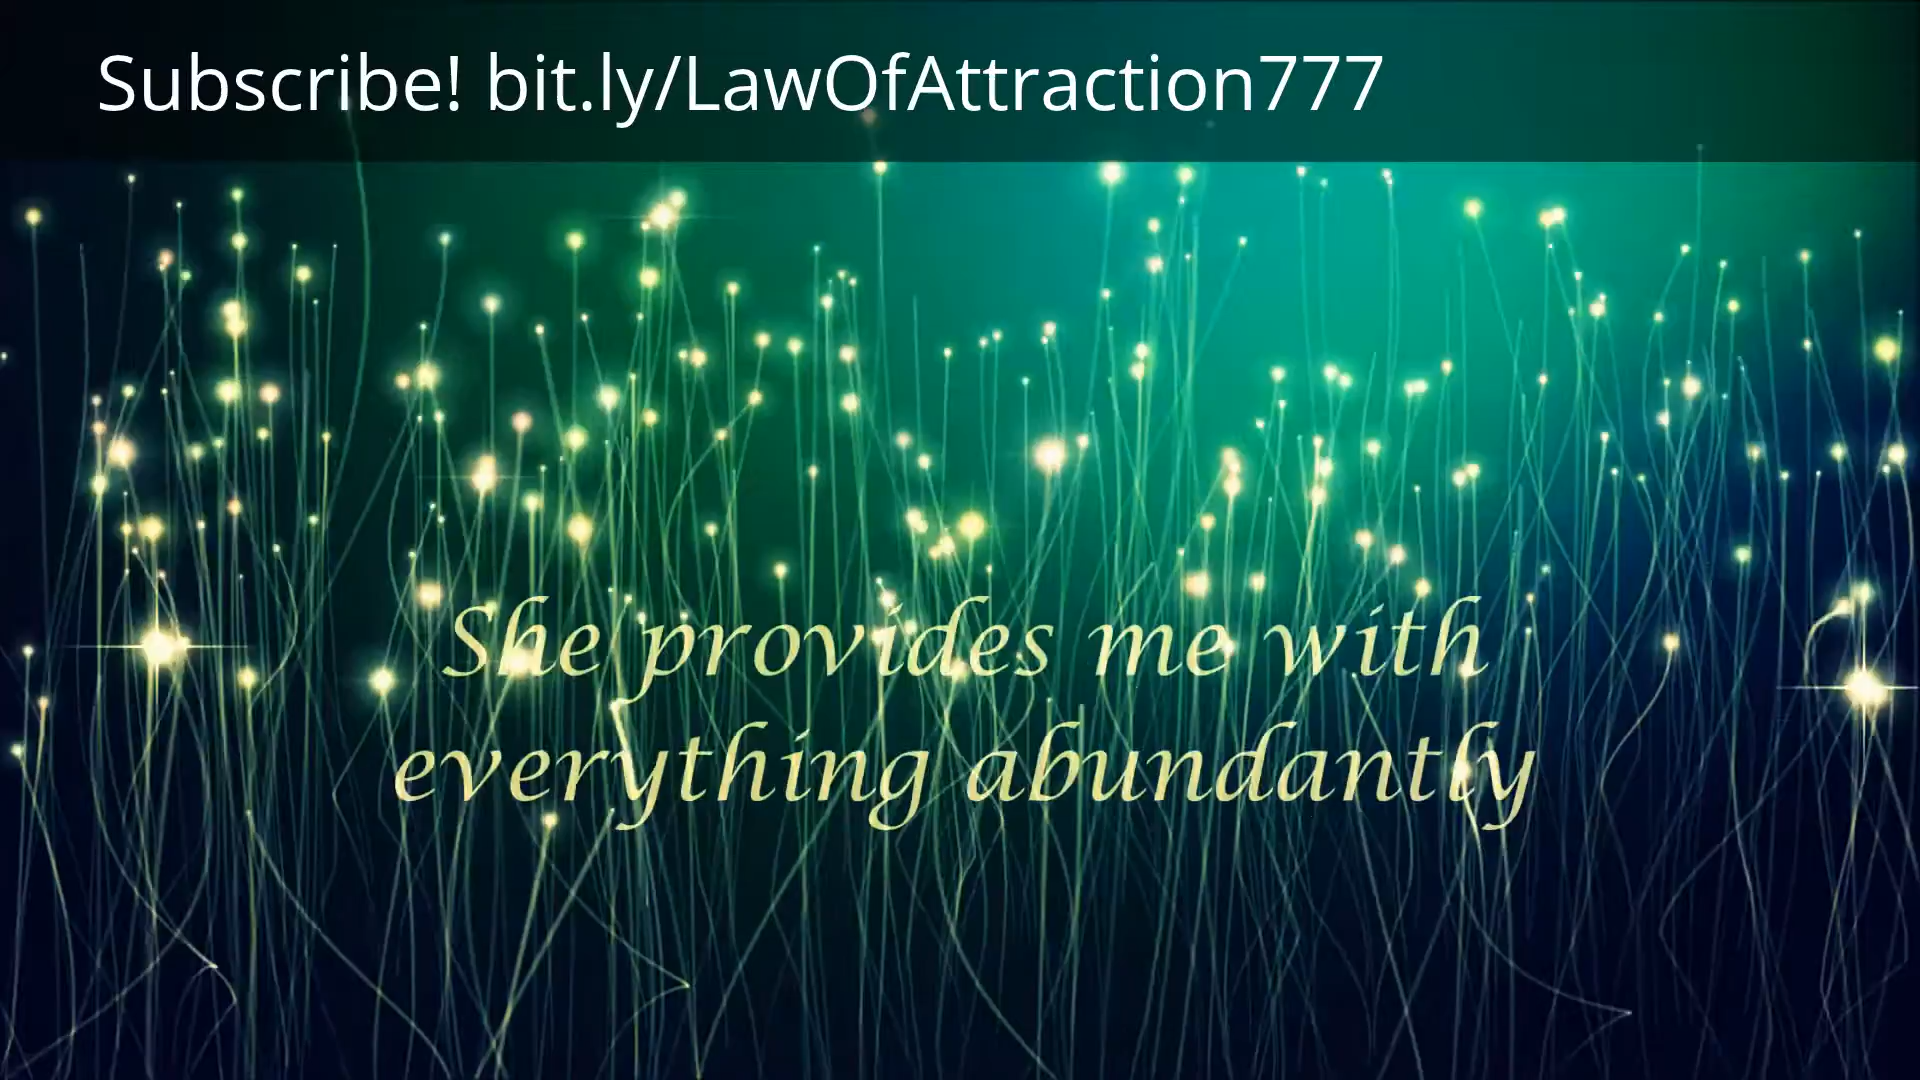 Subscribe! bit.ly/LawOfAttraction777
She provides me with
everything abundantly